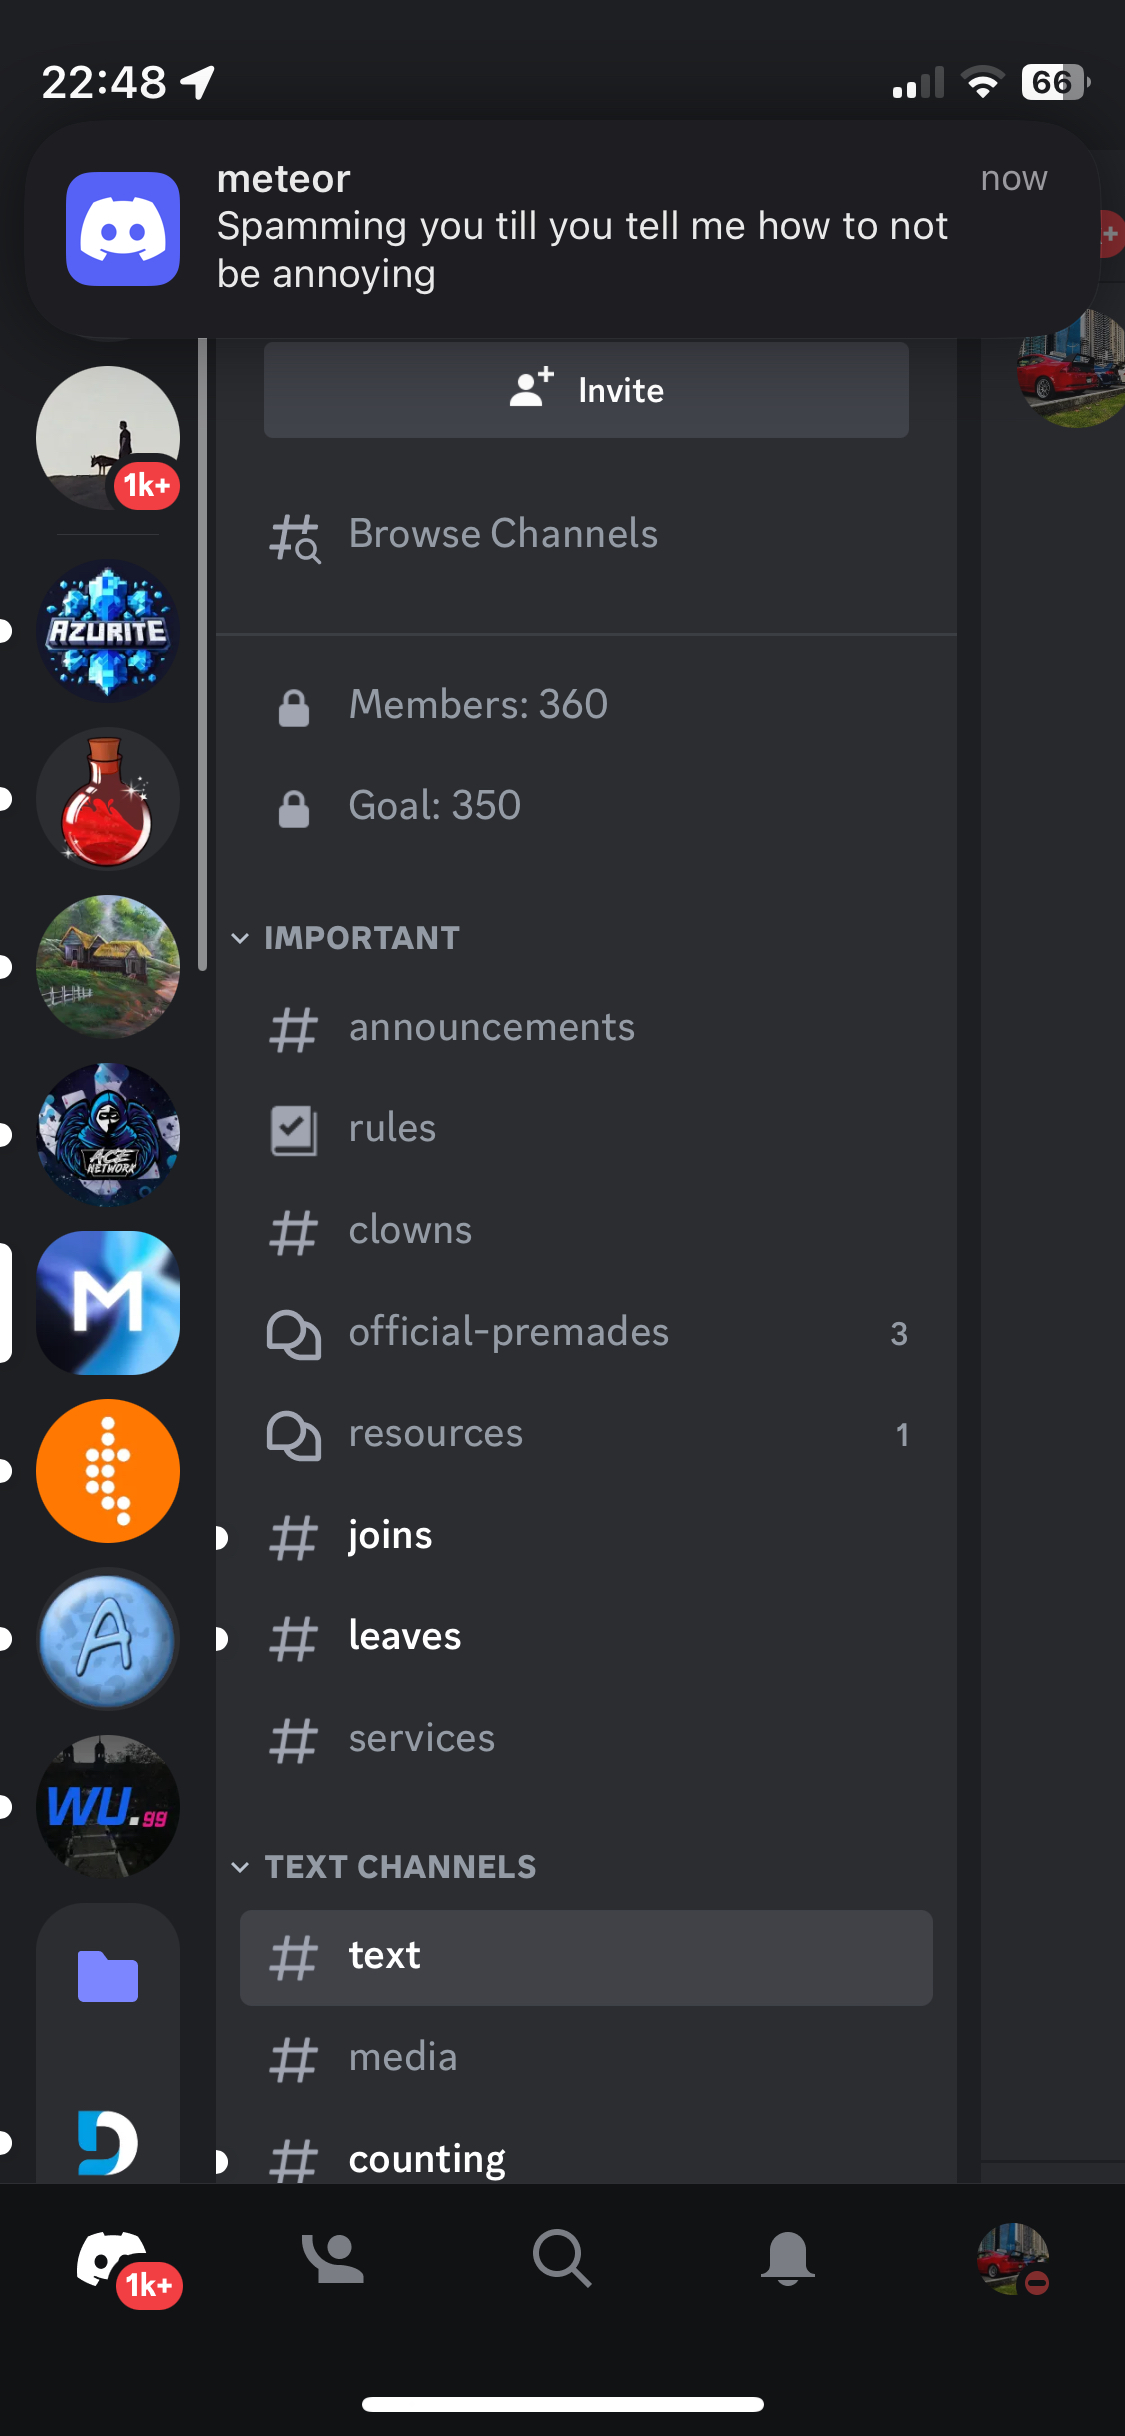 22:48
66
meteor
now
Spamming you till you tell me how to not
be annoying
Invite
1k+
Browse Channels
AZURITE
Members: 360
Goal: 350
IMPORTANT
announcements
rules
ACE
NETWORK
clowns
M
official-premades
3
resources
1
joins
A
leaves
services
WU.gg
TEXT CHANNELS
text
media
counting
1k+